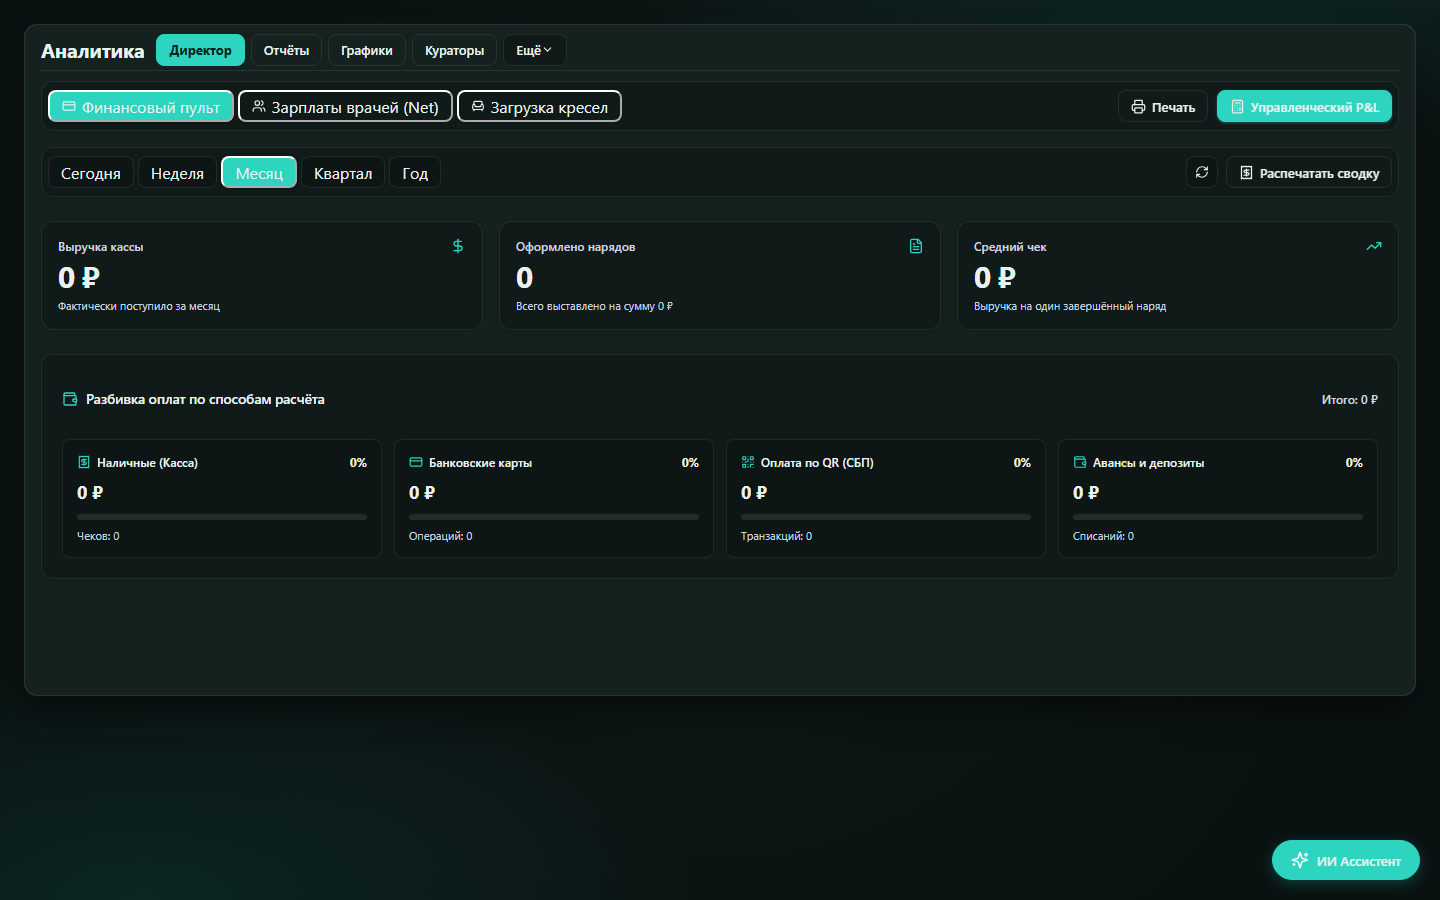 Аналитика
Директор
Отчёты
Графики
Кураторы
Ещё
Финансовый пульт
Зарплаты врачей (Net)
Загрузка кресел
Печать
Управленческий P&L
Сегодня
Неделя
Месяц
Квартал
Год
Распечатать сводку
Выручка кассы
0 ₽
Фактически поступило за месяц
Оформлено нарядов
0
Всего выставлено на сумму 0 ₽
Средний чек
0 ₽
Выручка на один завершённый наряд
Разбивка оплат по способам расчёта
Итого: 0 ₽
Наличные (Касса)
0%
0 ₽
Чеков: 0
Банковские карты
0%
0 ₽
Операций: 0
Оплата по QR (СБП)
0%
0 ₽
Транзакций: 0
Авансы и депозиты
0%
0 ₽
Списаний: 0
ИИ Ассистент